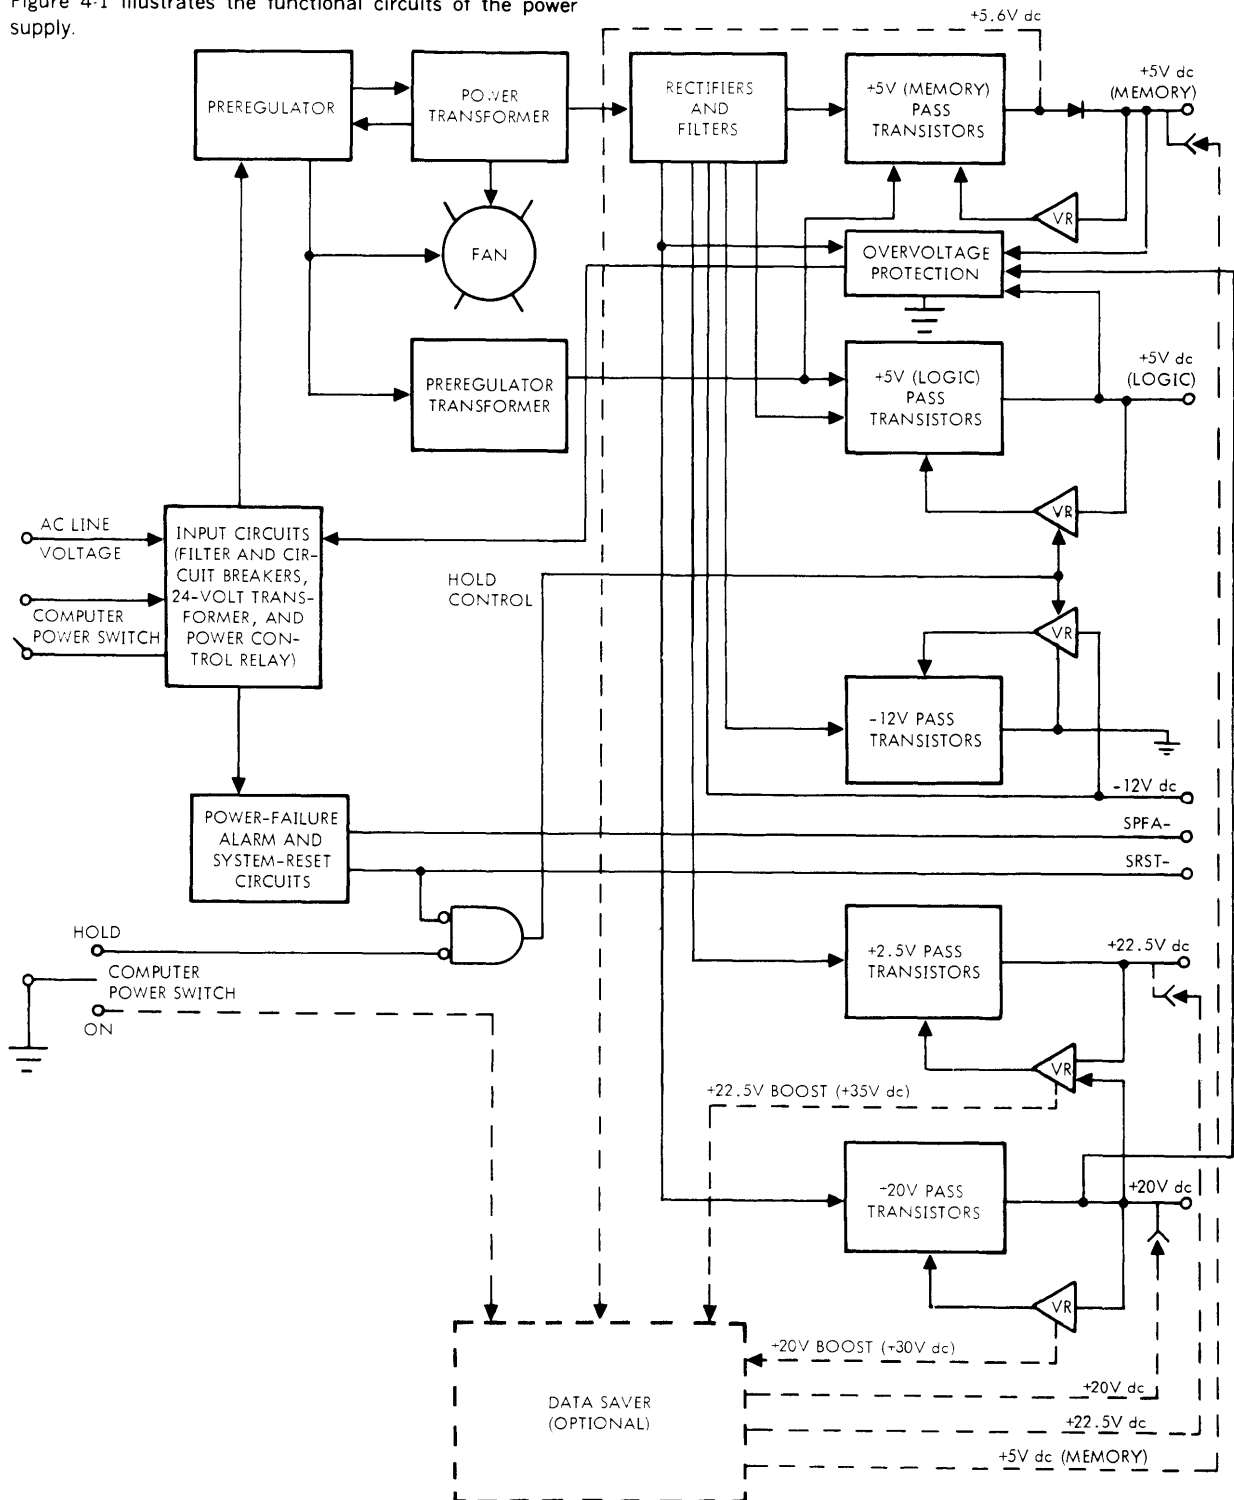 Figure 4-1 illustrates the functional circuits of the power
supply.
+5.6V dc
PREREGULATOR
POWER
TRANSFORMER
RECTIFIERS
AND
FILTERS
+5V (MEMORY)
PASS
TRANSISTORS
+5V dc
(MEMORY)
VR
FAN
OVERVOLTAGE
PROTECTION
PREREGULATOR
TRANSFORMER
+5V (LOGIC)
PASS
TRANSISTORS
+5V dc
(LOGIC)
VR
AC LINE
VOLTAGE
COMPUTER
POWER SWITCH
INPUT CIRCUITS
(FILTER AND CIR-
CUIT BREAKERS,
24-VOLT TRANS-
FORMER, AND
POWER CON-
TROL RELAY)
HOLD
CONTROL
VR
-12V PASS
TRANSISTORS
-12V dc
POWER-FAILURE
ALARM AND
SYSTEM-RESET
CIRCUITS
SPFA-
SRST-
HOLD
COMPUTER
POWER SWITCH
ON
+2.5V PASS
TRANSISTORS
+22.5V dc
VR
+22.5V BOOST (+35V dc)
+20V PASS
TRANSISTORS
+20V dc
VR
+20V BOOST (+30V dc)
DATA SAVER
(OPTIONAL)
+20V dc
+22.5V dc
+5V dc (MEMORY)